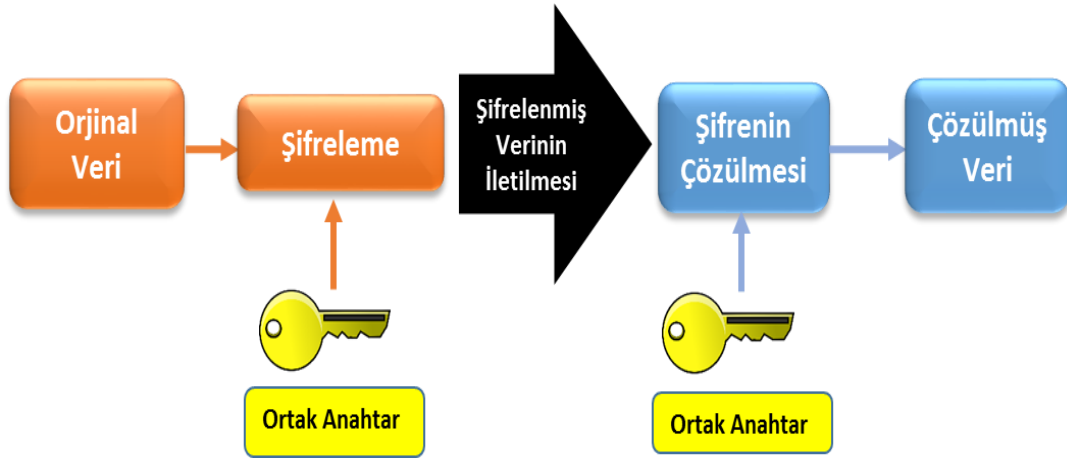 Orjinal
Veri
Şifreleme
Şifrelenmiş
Verinin
İletilmesi
Şifrenin
Çözülmesi
Çözülmüş
Veri
Ortak Anahtar
Ortak Anahtar